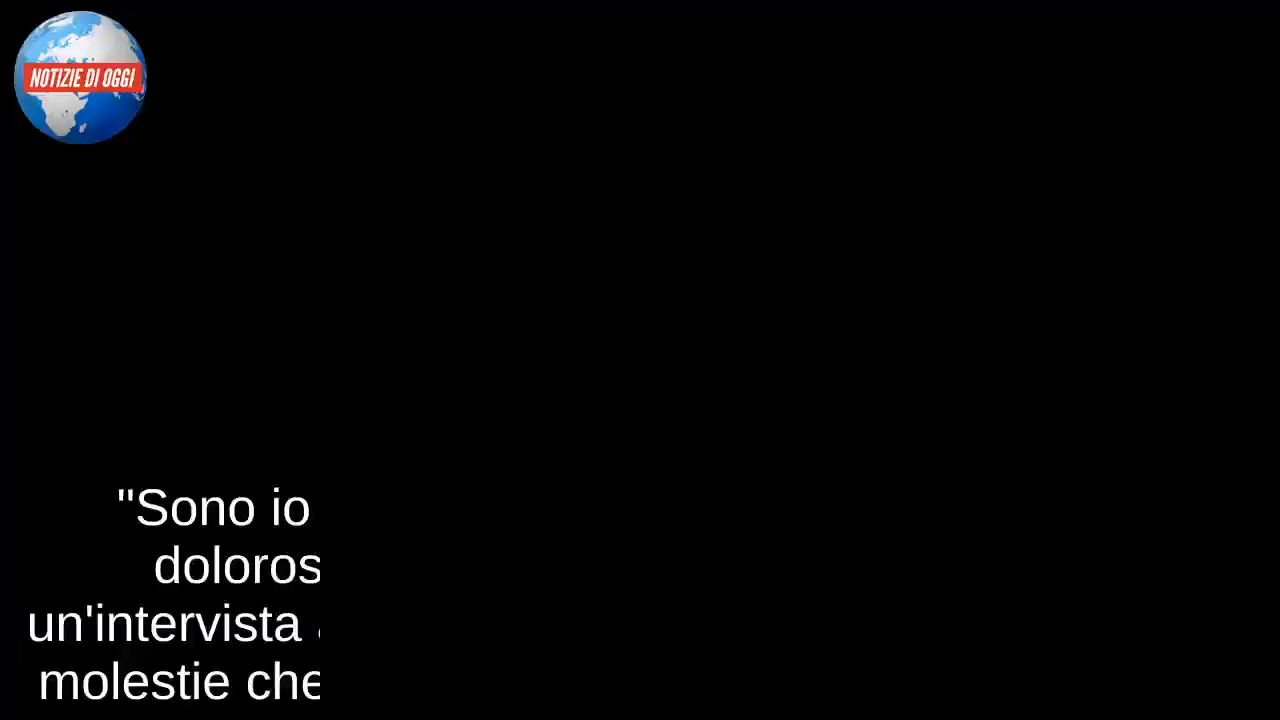 NOTIZIE DI OGGI
"Sono io
doloros
un'intervista
molestie che